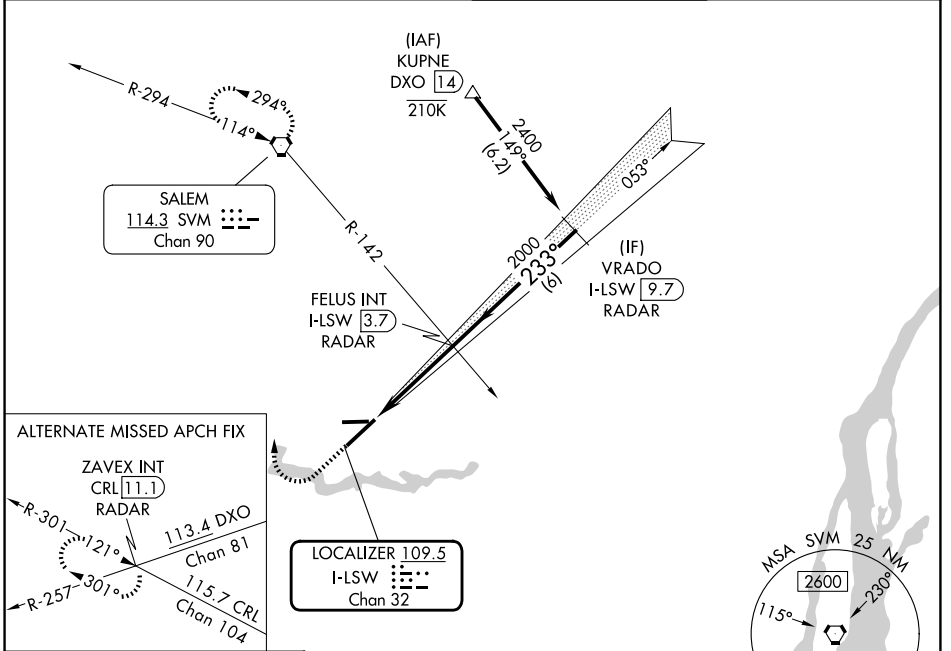 (IAF)
KUPNE
DXO 14
210K
R-294
294°
114°
2400
149°
(6.2)
053°
SALEM
114.3 SVM
Chan 90
R-142
2000
233°
(6)
(IF)
VRADO
I-LSW 9.7
RADAR
FELUS INT
I-LSW 3.7
RADAR
ALTERNATE MISSED APCH FIX
ZAVEX INT
CRL 11.1
RADAR
R-301
121°
113.4 DXO
Chan 81
301°
R-257
115.7 CRL
Chan 104
LOCALIZER 109.5
I-LSW
Chan 32
MSA SVM 25 NM
2600
115°
230°